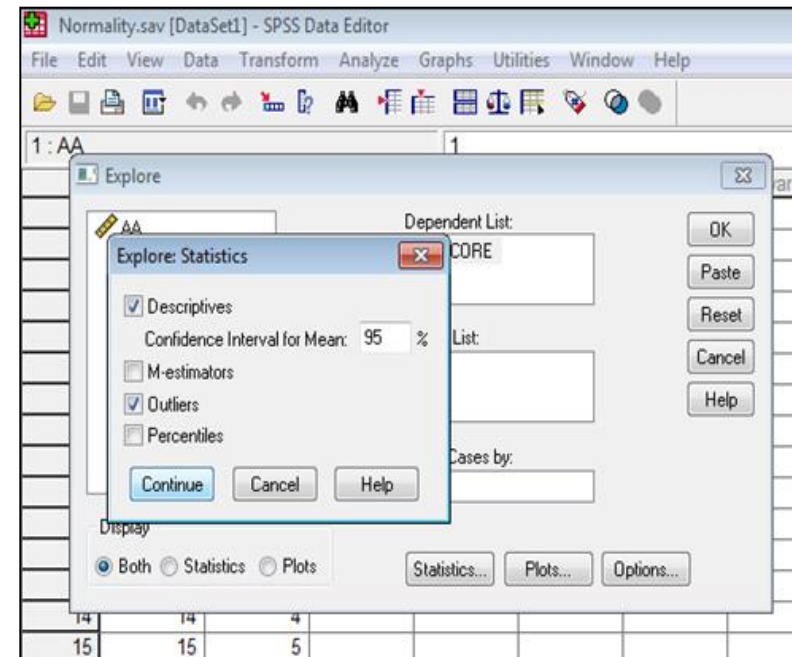 Normality.sav [DataSet1] - SPSS Data Editor
File Edit View Data Transform Analyze Graphs Utilities Window Help
1 : AA 1
Explore
AA
Dependent List:
CORE
OK
Paste
Reset
Cancel
Help
List:
Cases by:
Explore: Statistics
Descriptives
Confidence Interval for Mean: 95 %
M-estimators
Outliers
Percentiles
Continue Cancel Help
Display
Both Statistics Plots
Statistics... Plots... Options...
14 14 4
15 15 5